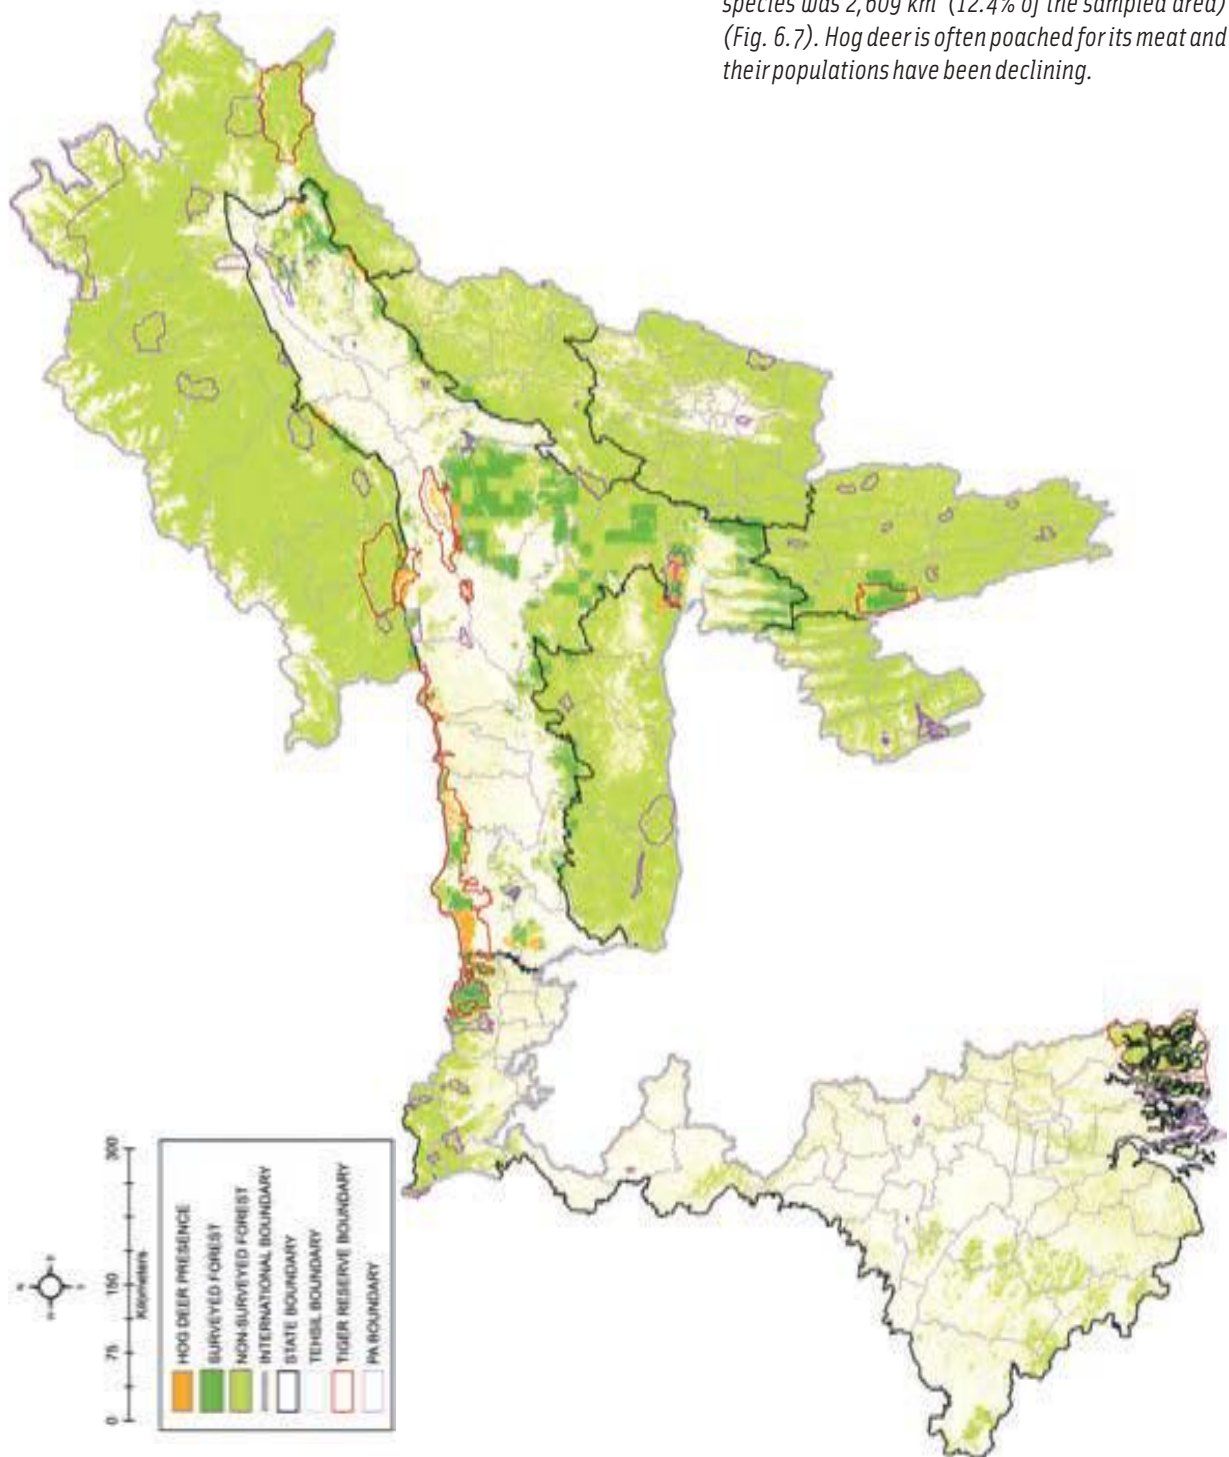 species was 2,609 km² (12.4% of the sampled area)
(Fig. 6.7). Hog deer is often poached for its meat and
their populations have been declining.
0 75 150 300
Kilometers
HOG DEER PRESENCE
SURVEYED FOREST
NON-SURVEYED FOREST
INTERNATIONAL BOUNDARY
STATE BOUNDARY
TEHSIL BOUNDARY
TIGER RESERVE BOUNDARY
PA BOUNDARY